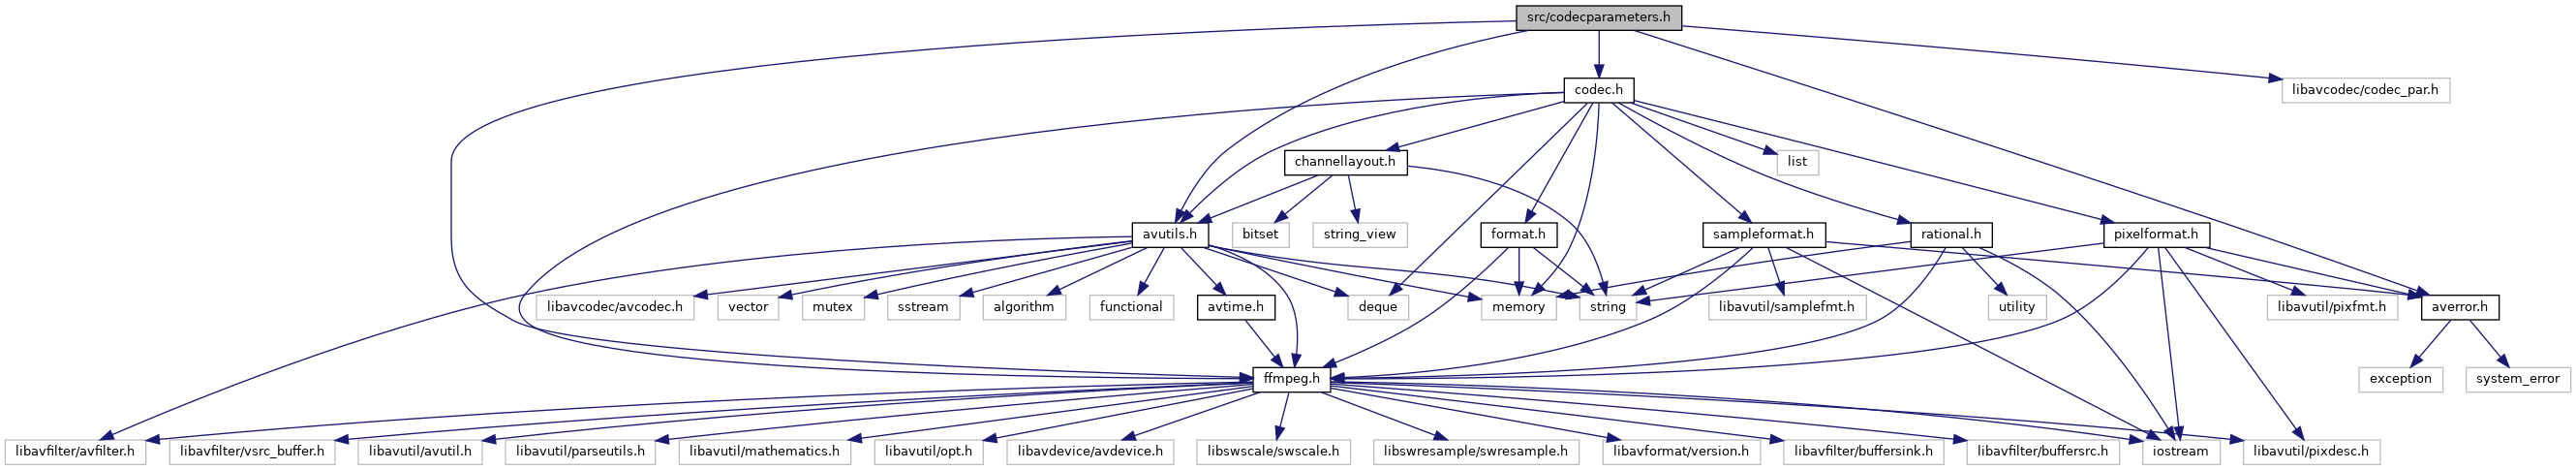 src/codecparameters.h
codec.h
libavcodec/codec_par.h
channellayout.h
list
avutils.h
bitset
string_view
format.h
sampleformat.h
rational.h
pixelformat.h
libavcodec/avcodec.h
vector
mutex
sstream
algorithm
functional
avtime.h
deque
memory
string
libavutil/samplefmt.h
utility
libavutil/pixfmt.h
averror.h
ffmpeg.h
exception
system_error
libavfilter/avfilter.h
libavfilter/vsrc_buffer.h
libavutil/avutil.h
libavutil/parseutils.h
libavutil/mathematics.h
libavutil/opt.h
libavdevice/avdevice.h
libswscale/swscale.h
libswresample/swresample.h
libavformat/version.h
libavfilter/buffersink.h
libavfilter/buffersrc.h
iostream
libavutil/pixdesc.h